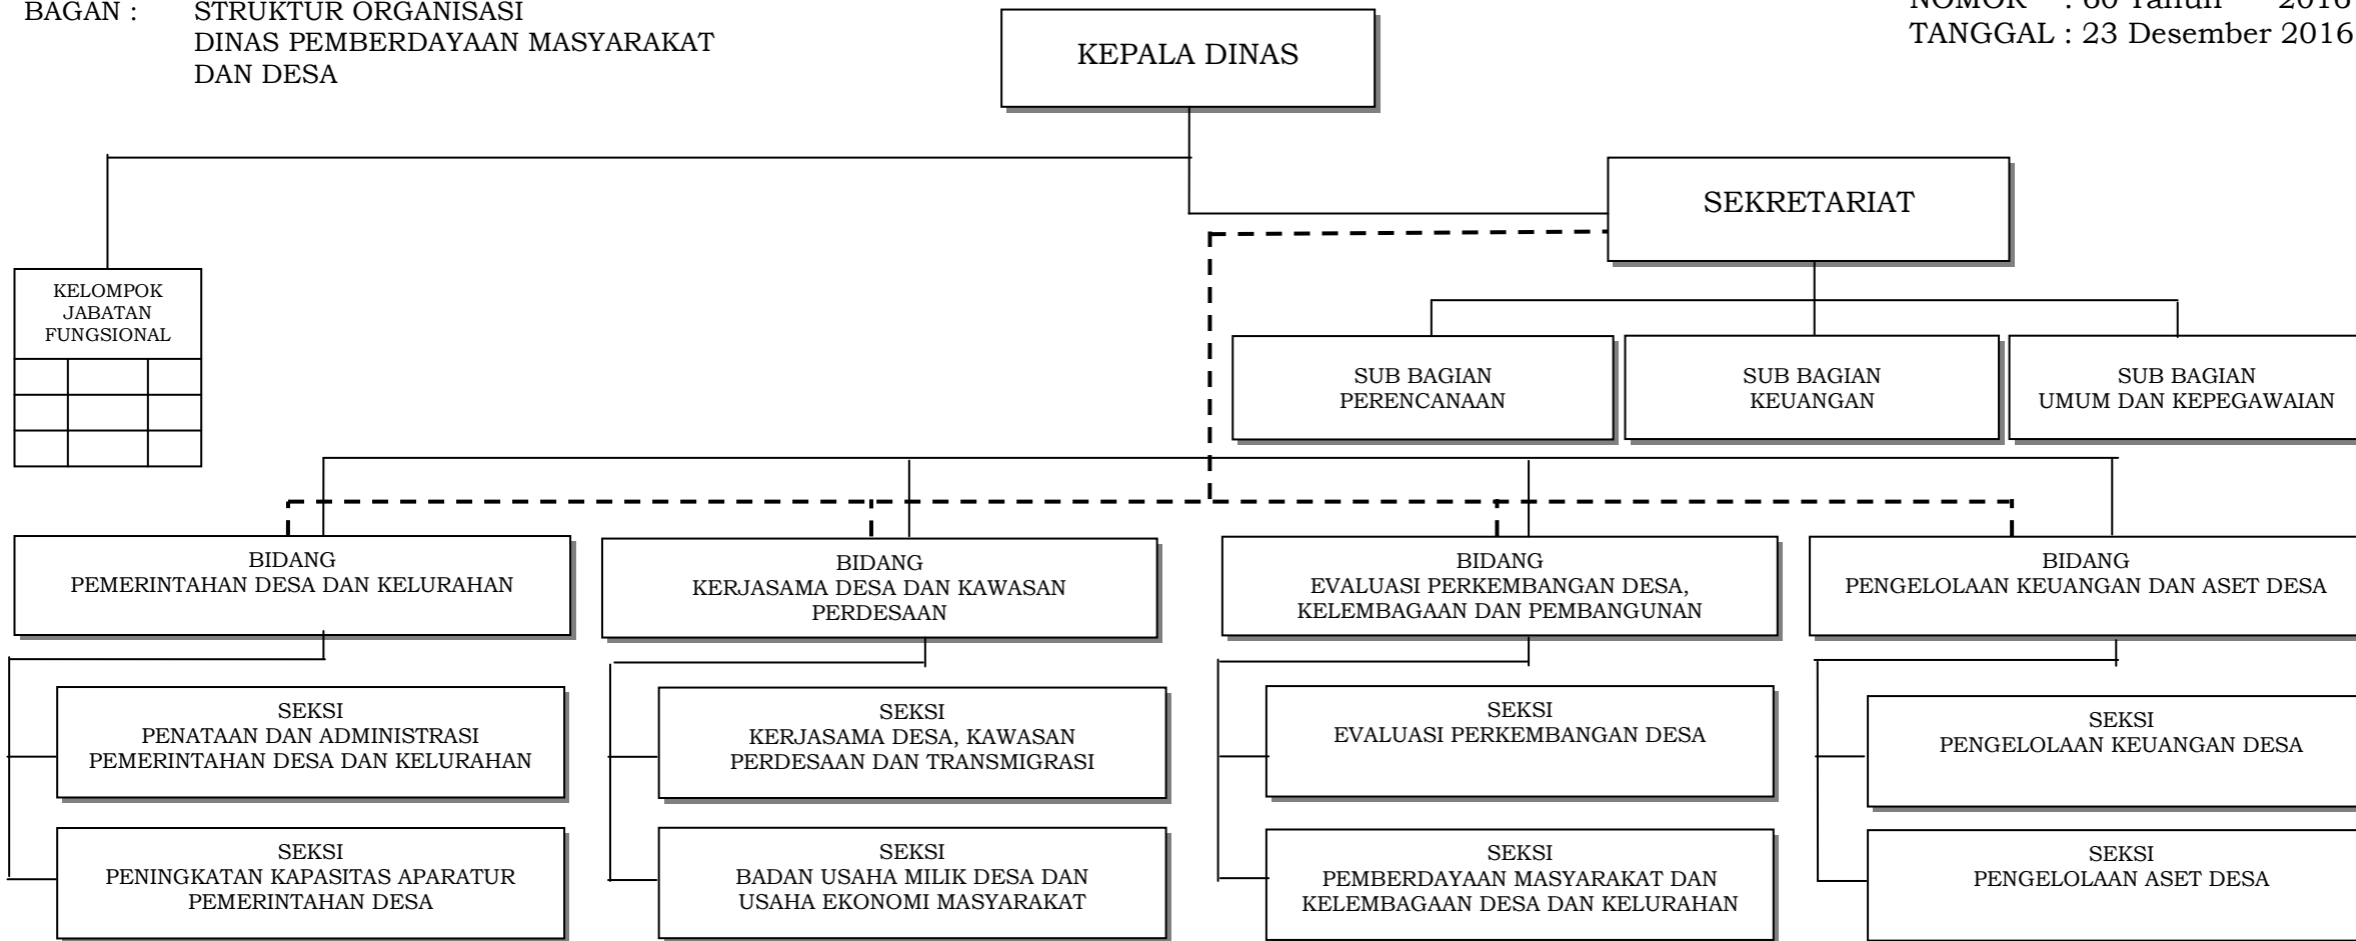 BAGAN : STRUKTUR ORGANISASI
DINAS PEMBERDAYAAN MASYARAKAT
DAN DESA
NOMOR : 60 Tahun 2016
TANGGAL : 23 Desember 2016
KEPALA DINAS
SEKRETARIAT
KELOMPOK
JABATAN
FUNGSIONAL
SUB BAGIAN
PERENCANAAN
SUB BAGIAN
KEUANGAN
SUB BAGIAN
UMUM DAN KEPEGAWAIAN
BIDANG
PEMERINTAHAN DESA DAN KELURAHAN
BIDANG
KERJASAMA DESA DAN KAWASAN
PERDESAAN
BIDANG
EVALUASI PERKEMBANGAN DESA,
KELEMBAGAAN DAN PEMBANGUNAN
BIDANG
PENGELOLAAN KEUANGAN DAN ASET DESA
SEKSI
PENATAAN DAN ADMINISTRASI
PEMERINTAHAN DESA DAN KELURAHAN
SEKSI
KERJASAMA DESA, KAWASAN
PERDESAAN DAN TRANSMIGRASI
SEKSI
EVALUASI PERKEMBANGAN DESA
SEKSI
PENGELOLAAN KEUANGAN DESA
SEKSI
PENINGKATAN KAPASITAS APARATUR
PEMERINTAHAN DESA
SEKSI
BADAN USAHA MILIK DESA DAN
USAHA EKONOMI MASYARAKAT
SEKSI
PEMBERDAYAAN MASYARAKAT DAN
KELEMBAGAAN DESA DAN KELURAHAN
SEKSI
PENGELOLAAN ASET DESA